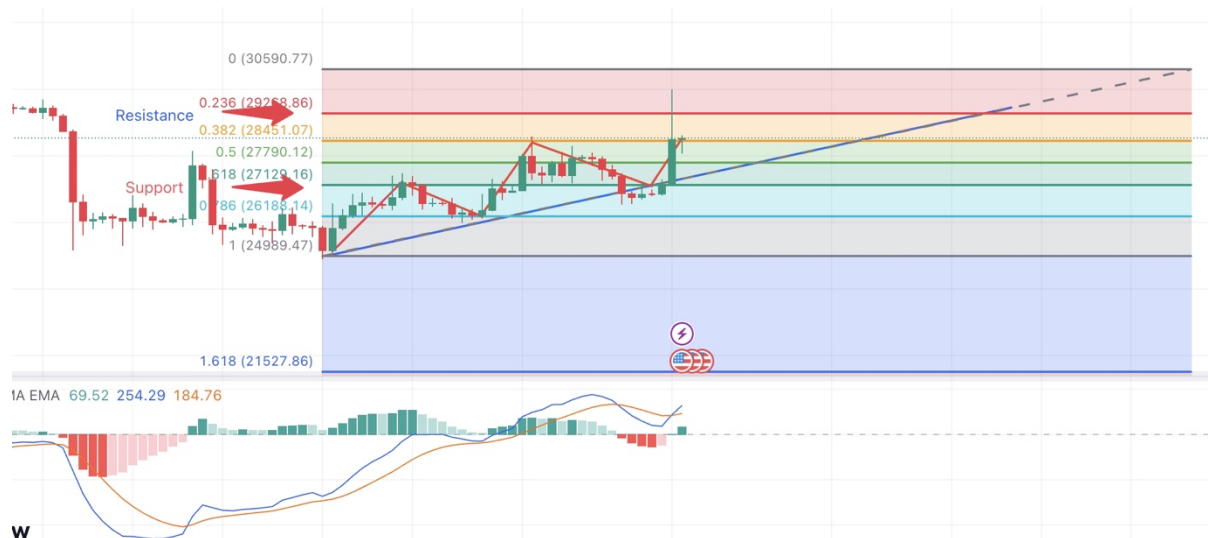 0 (30590.77)
0.236 (29268.86)
Resistance
0.382 (28451.07)
0.5 (27790.12)
618 (27129.16)
Support
0.786 (26188.14)
1 (24989.47)
1.618 (21527.86)
MA EMA 69.52 254.29 184.76